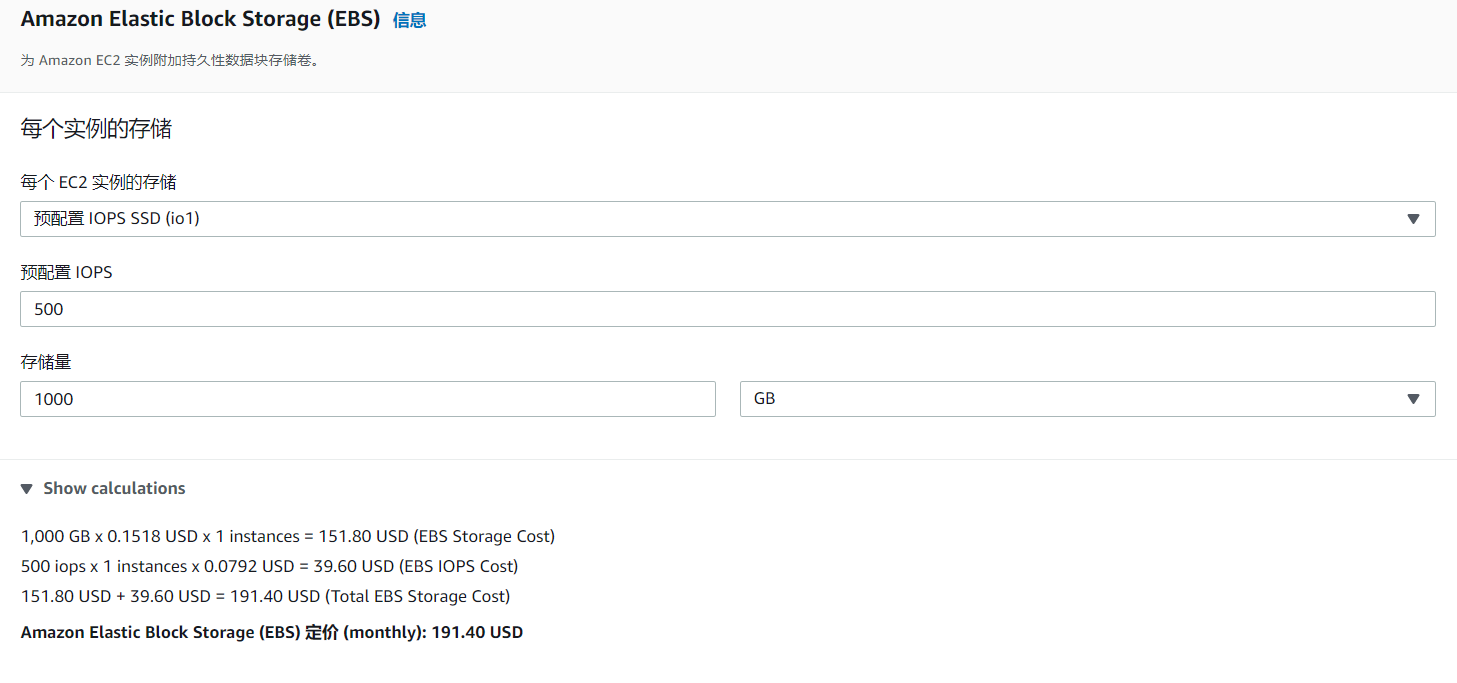 Amazon Elastic Block Storage (EBS) 信息
为 Amazon EC2 实例附加持久性数据块存储卷。
每个实例的存储
每个 EC2 实例的存储
预配置 IOPS SSD (io1)
预配置 IOPS
500
存储量
1000 GB
Show calculations
1,000 GB x 0.1518 USD x 1 instances = 151.80 USD (EBS Storage Cost)
500 iops x 1 instances x 0.0792 USD = 39.60 USD (EBS IOPS Cost)
151.80 USD + 39.60 USD = 191.40 USD (Total EBS Storage Cost)
Amazon Elastic Block Storage (EBS) 定价 (monthly): 191.40 USD